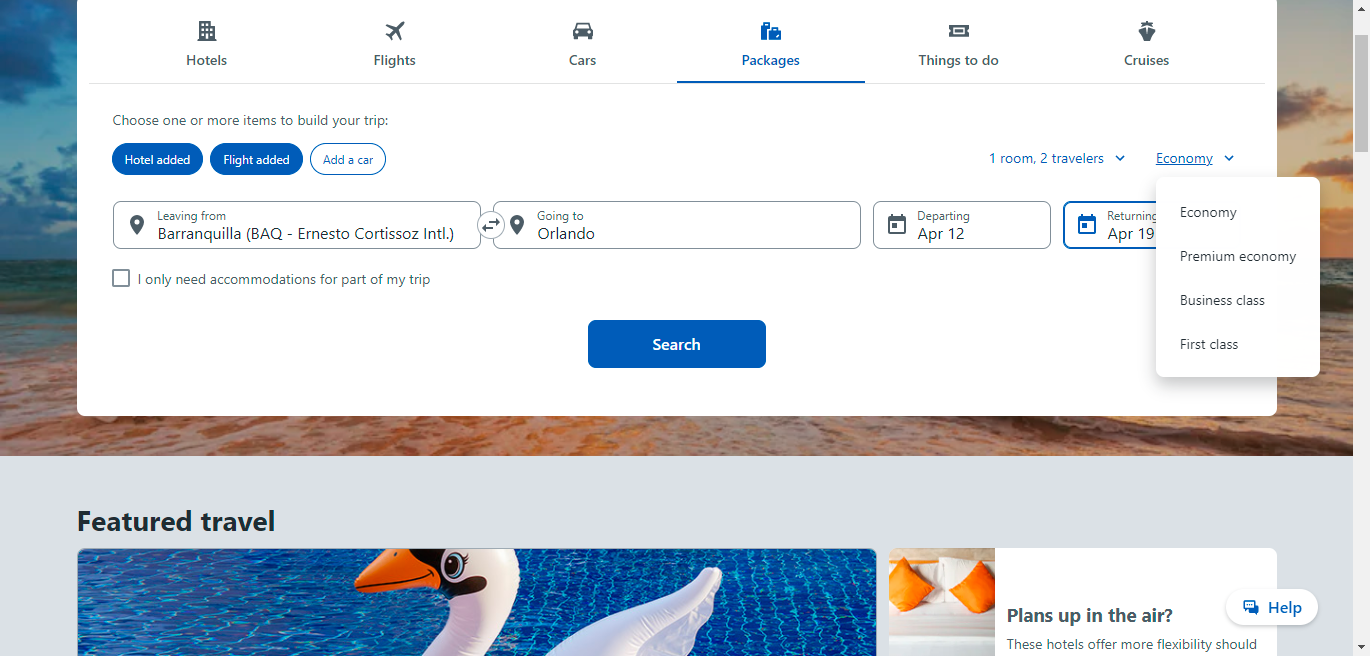 Hotels
Flights
Cars
Packages
Things to do
Cruises
Choose one or more items to build your trip:
Hotel added
Flight added
Add a car
1 room, 2 travelers
Economy
Leaving from
Barranquilla (BAQ - Ernesto Cortissoz Intl.)
Going to
Orlando
Departing
Apr 12
Returning
Apr 19
Economy
Premium economy
Business class
First class
I only need accommodations for part of my trip
Search
Featured travel
Plans up in the air?
These hotels offer more flexibility should
Help